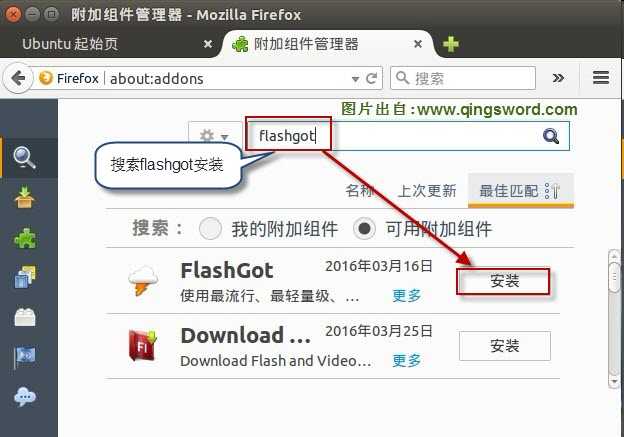 附加组件管理器 - Mozilla Firefox
Ubuntu 起始页
附加组件管理器
Firefox
about:addons
搜索
图片出自:www.qingsword.com
flashgot
搜索flashgot安装
名称
上次更新
最佳匹配
搜索：
我的附加组件
可用附加组件
FlashGot
2016年03月16日
安装
使用最流行、最轻量级、…
更多
Download …
2016年03月25日
安装
Download Flash and Video…
更多